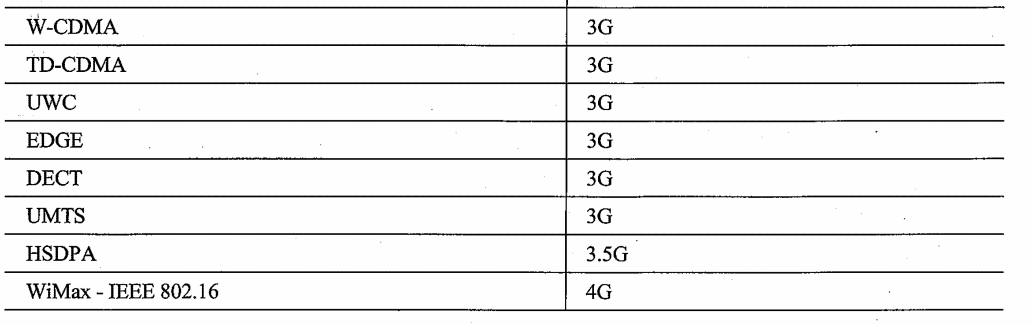 W-CDMA 3G
TD-CDMA 3G
UWC 3G
EDGE 3G
DECT 3G
UMTS 3G
HSDPA 3.5G
WiMax - IEEE 802.16 4G